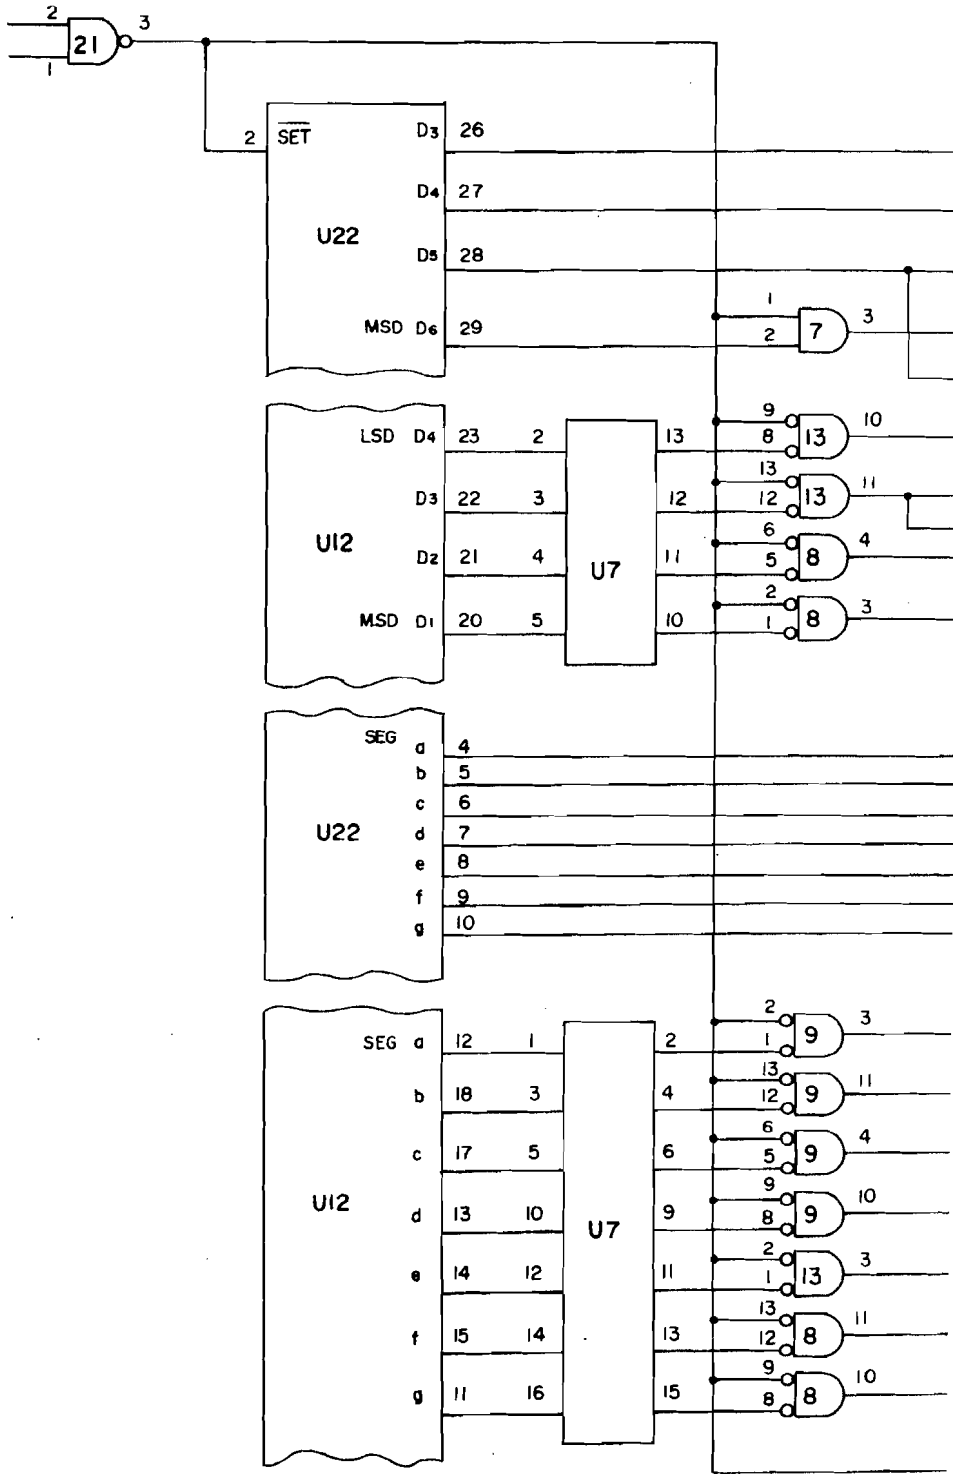 2 3
21
1
2 SET D3 26
D4 27
U22
D5 28
1
MSD D6 29 7 3
2
9 10
LSD D4 23 2 13 8 13
13 11
D3 22 3 12 12 13
U12 6 4
D2 21 4 U7 11 5 8
2 3
MSD D1 20 5 10 1 8
SEG
a 4
b 5
c 6
U22 d 7
e 8
f 9
g 10
2 3
SEG a 12 1 2 1 9
13 11
b 18 3 4 12 9
6 4
c 17 5 6 5 9
9 10
U12 d 13 10 U7 9 8 9
2 3
e 14 12 11 1 13
13 11
f 15 14 13 12 8
9 10
g 11 16 15 8 8